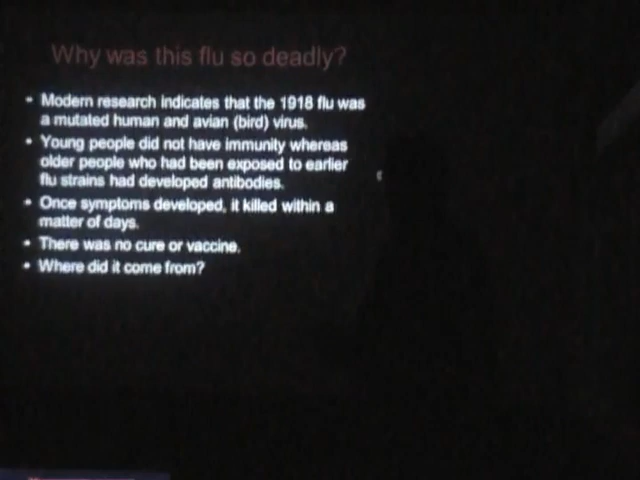 Why was this flu so deadly?
• Modern research indicates that the 1918 flu was
a mutated human and avian (bird) virus.
• Young people did not have immunity whereas
older people who had been exposed to earlier
flu strains had developed antibodies.
• Once symptoms developed, it killed within a
matter of days.
• There was no cure or vaccine.
• Where did it come from?